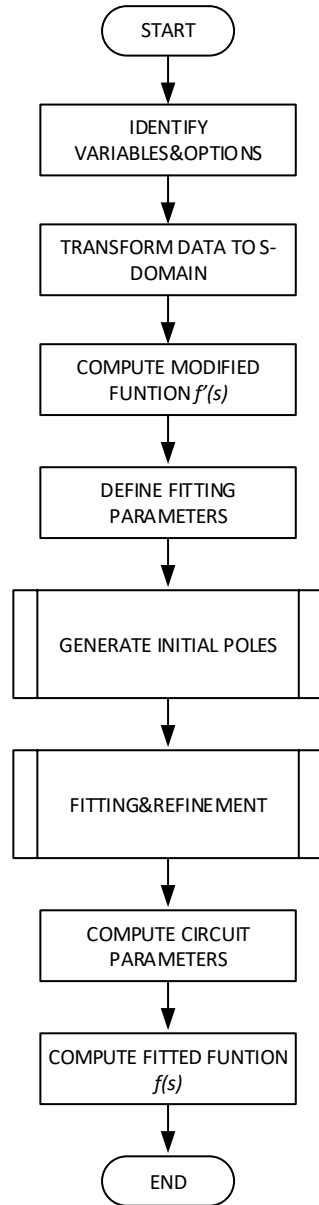 START
IDENTIFY
VARIABLES&OPTIONS
TRANSFORM DATA TO S-
DOMAIN
COMPUTE MODIFIED
FUNTION f'(s)
DEFINE FITTING
PARAMETERS
GENERATE INITIAL POLES
FITTING&REFINEMENT
COMPUTE CIRCUIT
PARAMETERS
COMPUTE FITTED FUNTION
f(s)
END